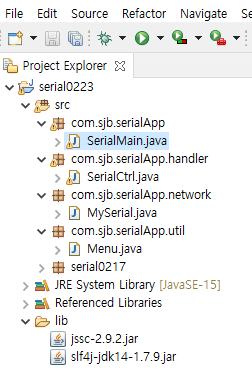 File Edit Source Refactor Navigate Se
Project Explorer
serial0223
src
com.sjb.serialApp
SerialMain.java
com.sjb.serialApp.handler
SerialCtrl.java
com.sjb.serialApp.network
MySerial.java
com.sjb.serialApp.util
Menu.java
serial0217
JRE System Library [JavaSE-15]
Referenced Libraries
lib
jssc-2.9.2.jar
slf4j-jdk14-1.7.9.jar